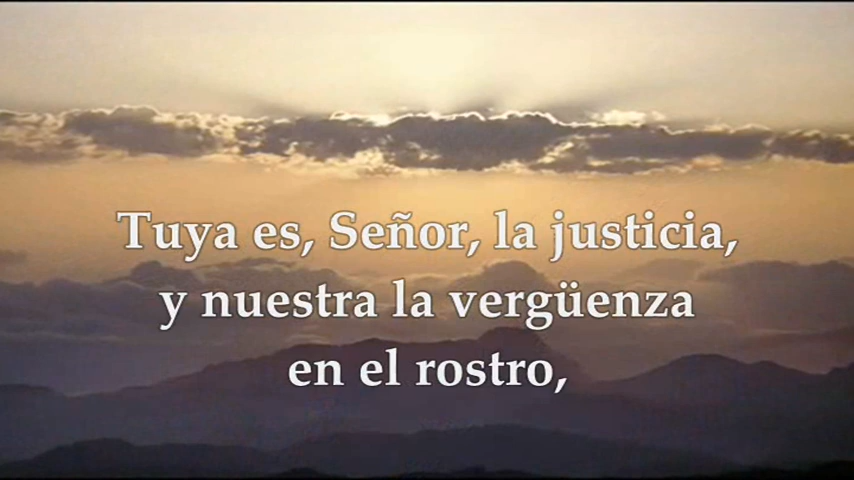 Tuya es, Señor, la justicia,
y nuestra la vergüenza
en el rostro,